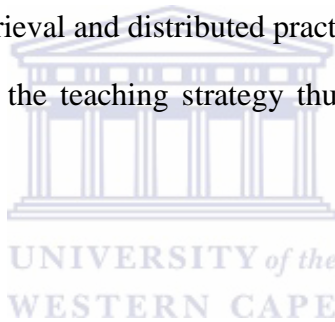 rieval and distributed pract
the teaching strategy thu
UNIVERSITY of the
WESTERN CAPE